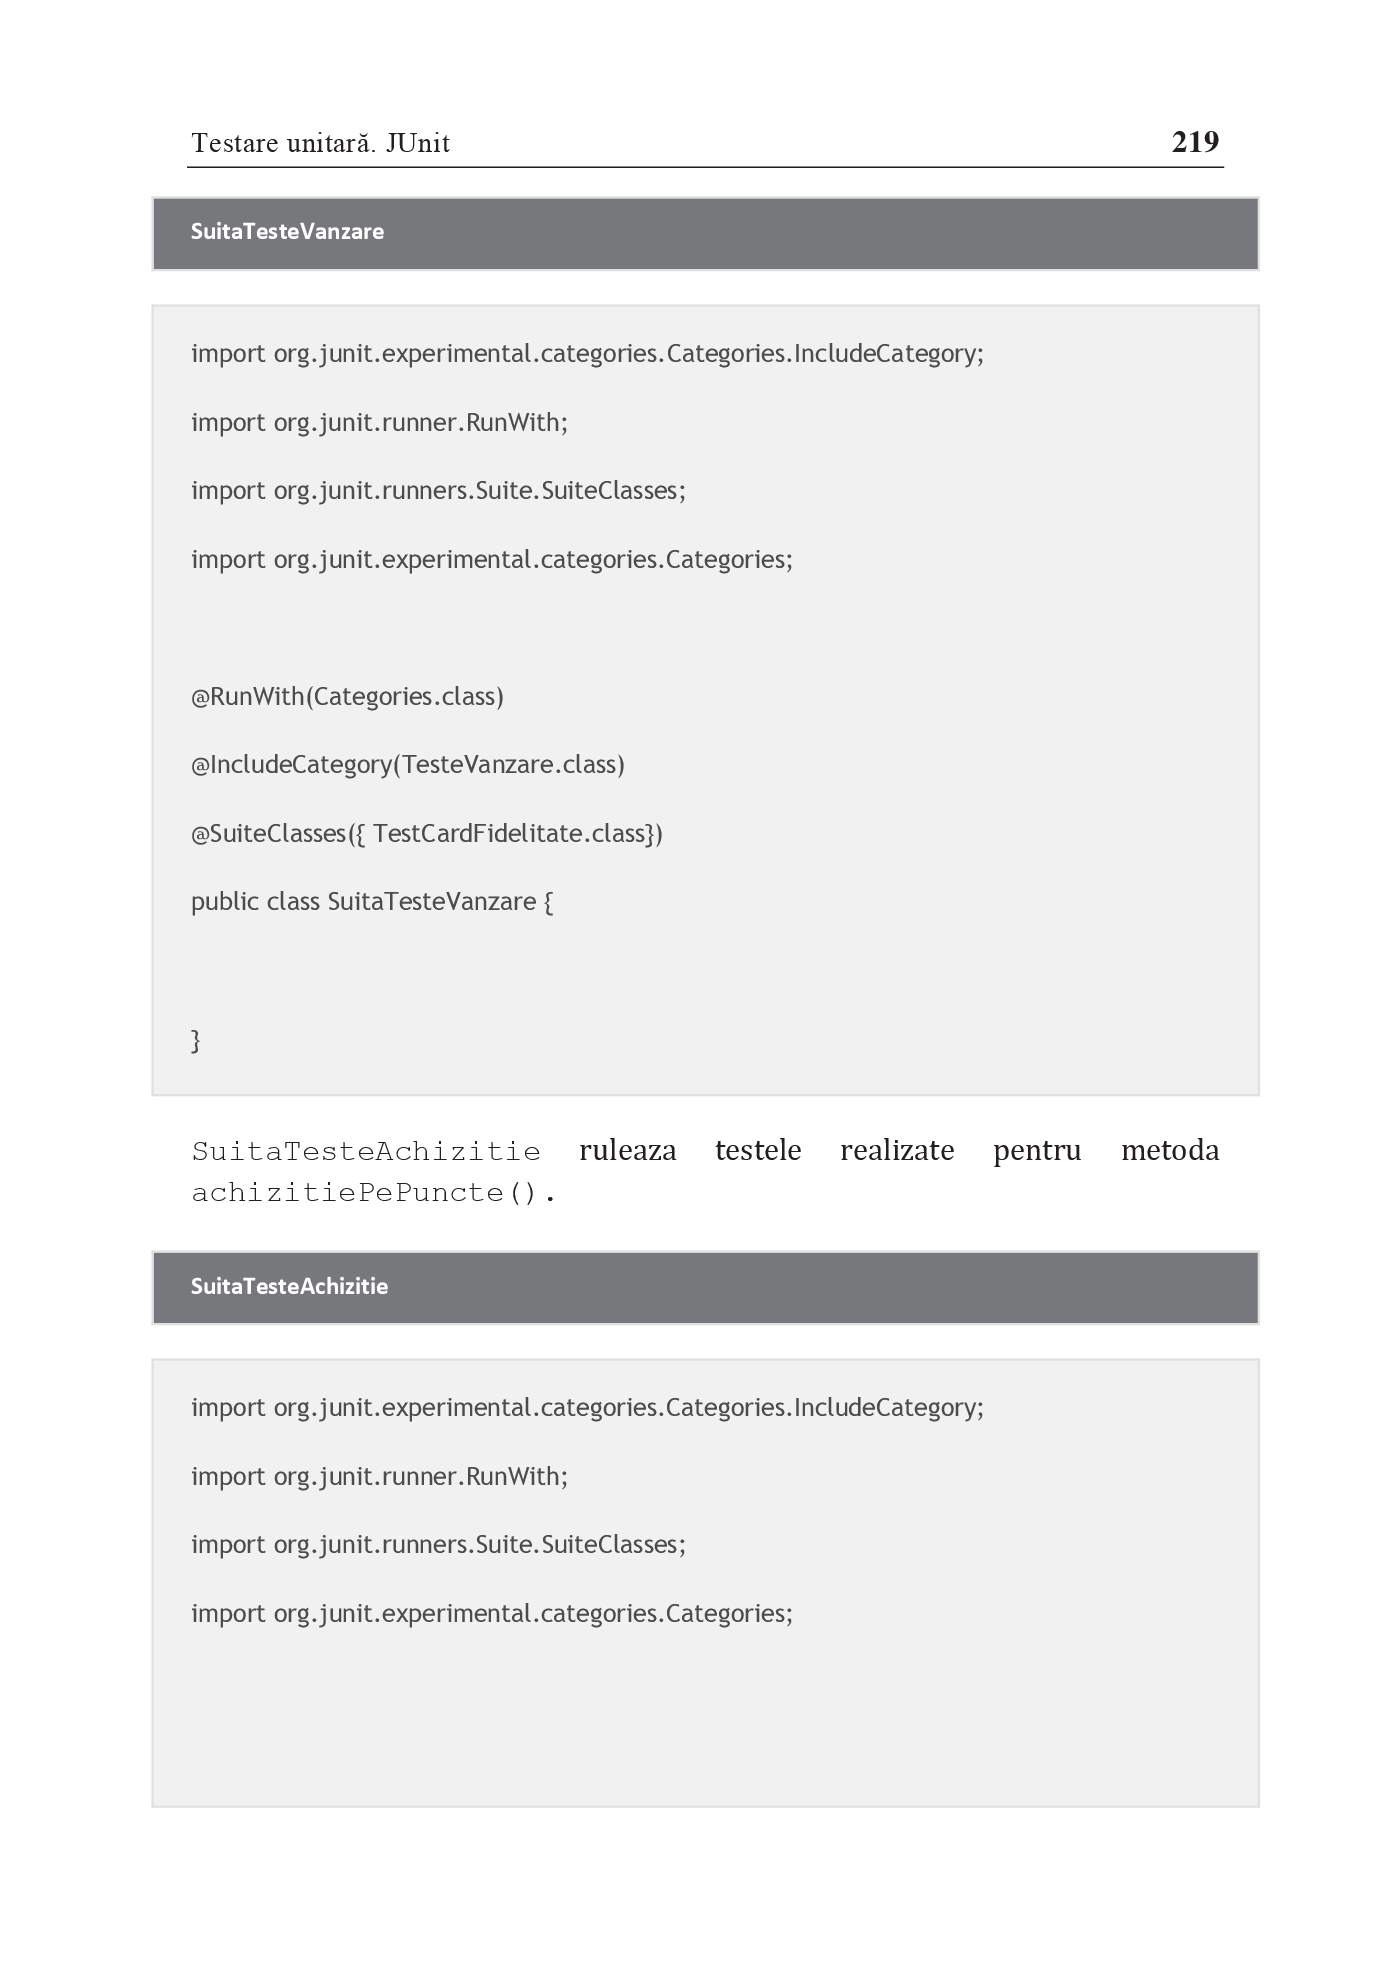 Testare unitară. JUnit 219
SuitaTesteVanzare
import org.junit.experimental.categories.Categories.IncludeCategory;
import org.junit.runner.RunWith;
import org.junit.runners.Suite.SuiteClasses;
import org.junit.experimental.categories.Categories;
@RunWith(Categories.class)
@IncludeCategory(TesteVanzare.class)
@SuiteClasses({ TestCardFidelitate.class})
public class SuitaTesteVanzare {
}
SuitaTesteAchizitie ruleaza testele realizate pentru metoda
achizitiePePuncte().
SuitaTesteAchizitie
import org.junit.experimental.categories.Categories.IncludeCategory;
import org.junit.runner.RunWith;
import org.junit.runners.Suite.SuiteClasses;
import org.junit.experimental.categories.Categories;